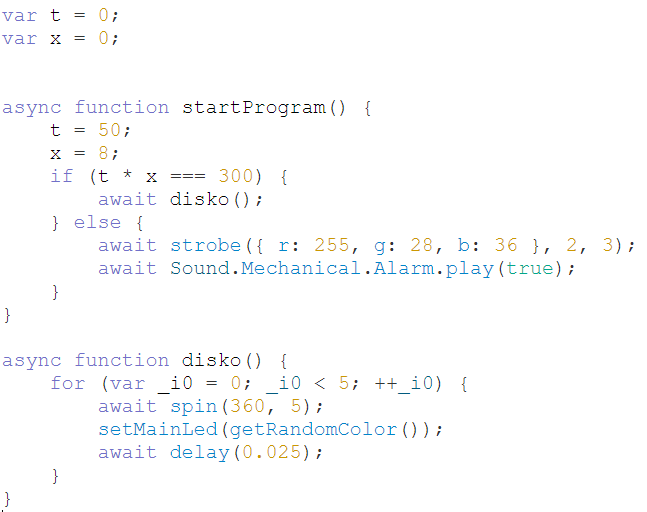 var t = 0;
var x = 0;
async function startProgram() {
    t = 50;
    x = 8;
    if (t * x === 300) {
        await disko();
    } else {
        await strobe({ r: 255, g: 28, b: 36 }, 2, 3);
        await Sound.Mechanical.Alarm.play(true);
    }
}
async function disko() {
    for (var _i0 = 0; _i0 < 5; ++_i0) {
        await spin(360, 5);
        setMainLed(getRandomColor());
        await delay(0.025);
    }
}